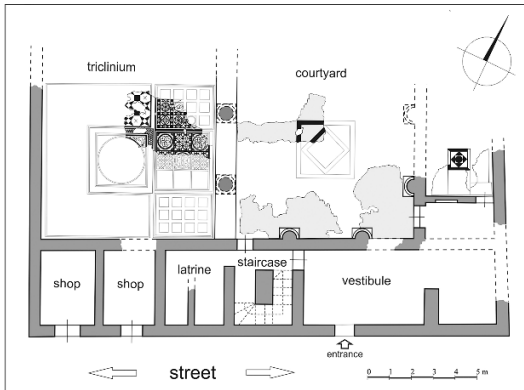 triclinium
courtyard
shop
shop
latrine
staircase
vestibule
entrance
street
0 1 2 3 4 5 m